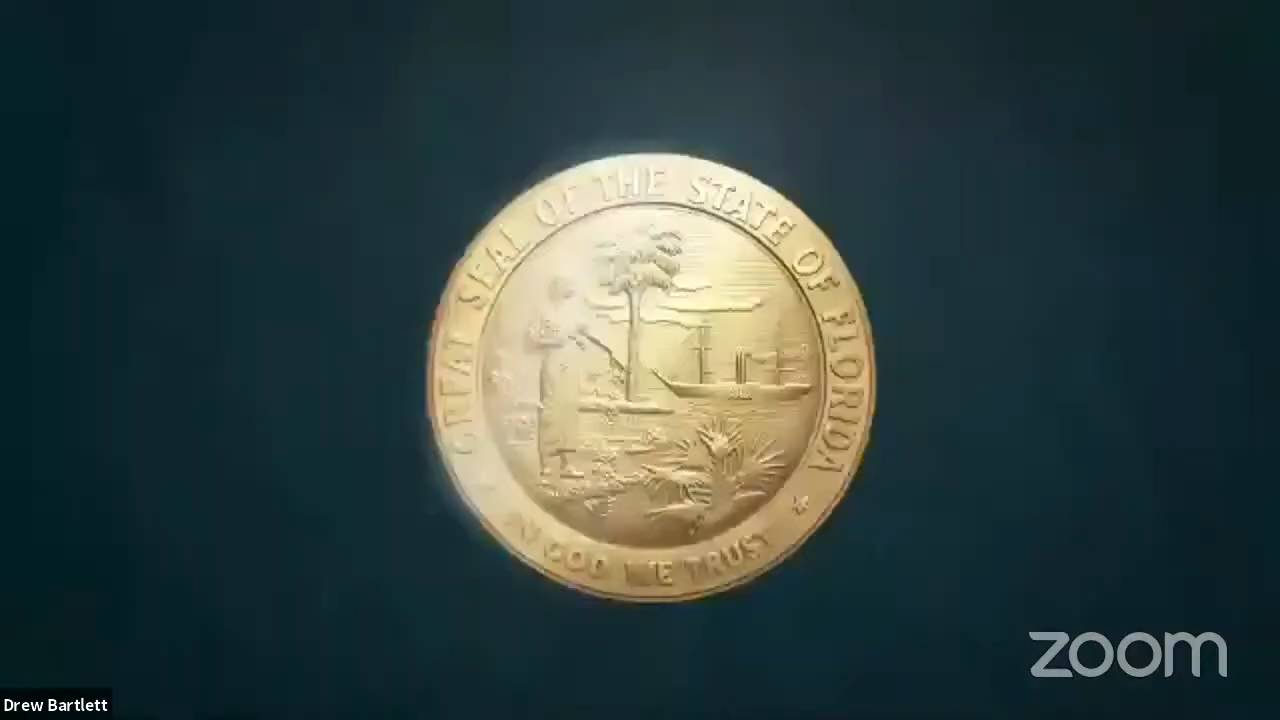 GREAT SEAL OF THE STATE OF FLORIDA
IN GOD WE TRUST
zoom
Drew Bartlett